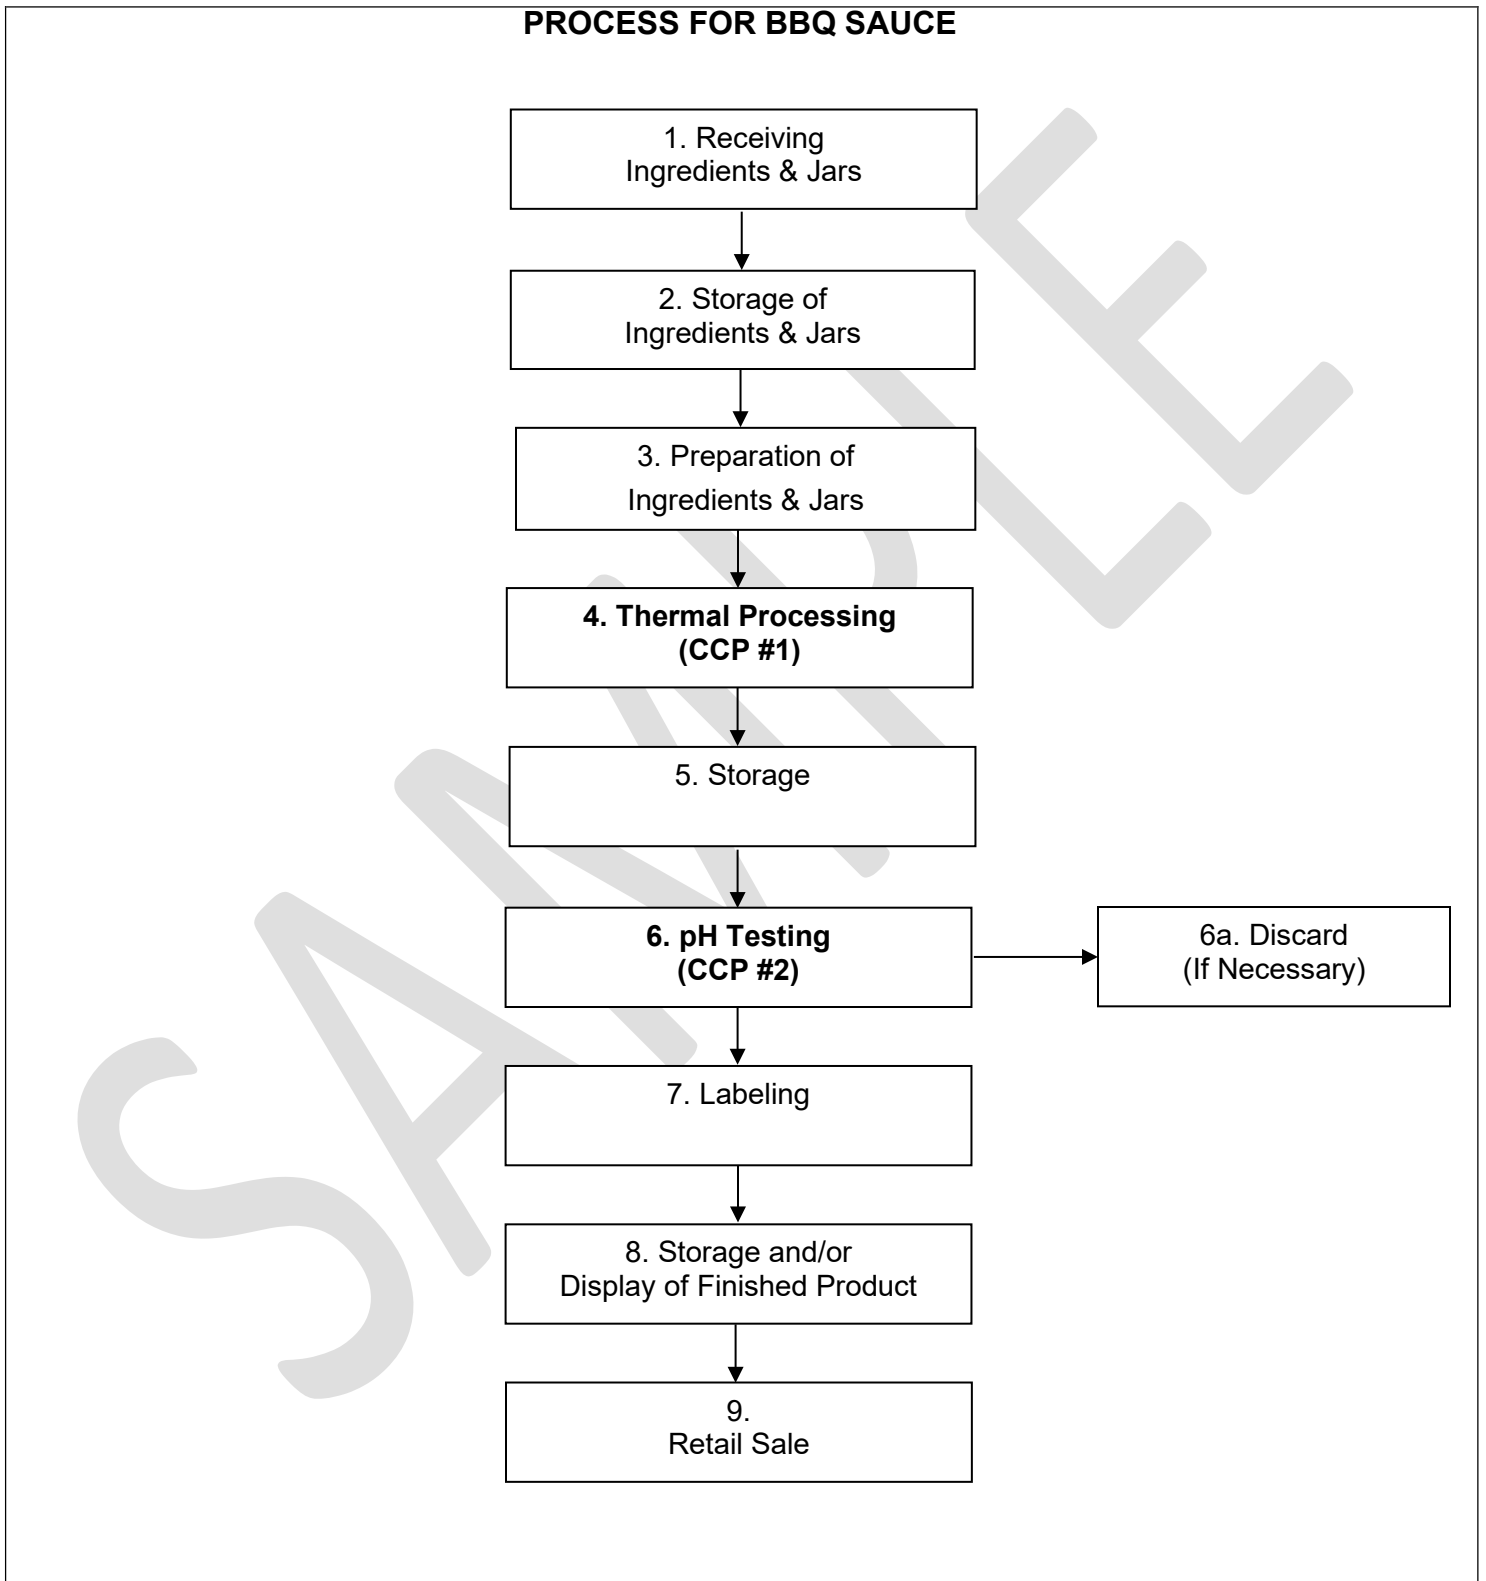 PROCESS FOR BBQ SAUCE
1. Receiving
Ingredients & Jars
2. Storage of
Ingredients & Jars
3. Preparation of
Ingredients & Jars
4. Thermal Processing
(CCP #1)
5. Storage
6. pH Testing
(CCP #2)
6a. Discard
(If Necessary)
7. Labeling
8. Storage and/or
Display of Finished Product
9.
Retail Sale
SAMPLE